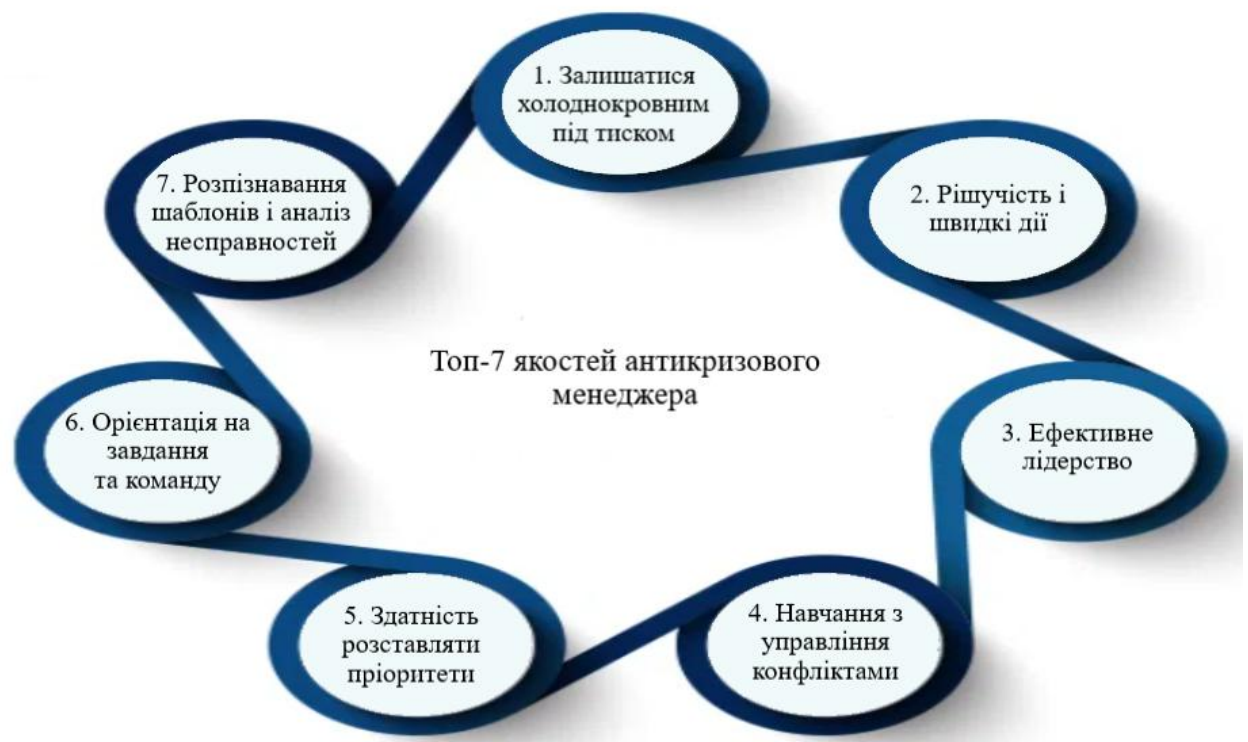 1. Залишатися
холоднокровним
під тиском
2. Рішучість і
швидкі дії
3. Ефективне
лідерство
4. Навчання з
управління
конфліктами
5. Здатність
розставляти
пріоритети
6. Орієнтація на
завдання
та команду
7. Розпізнавання
шаблонів і аналіз
несправностей
Топ-7 якостей антикризового
менеджера